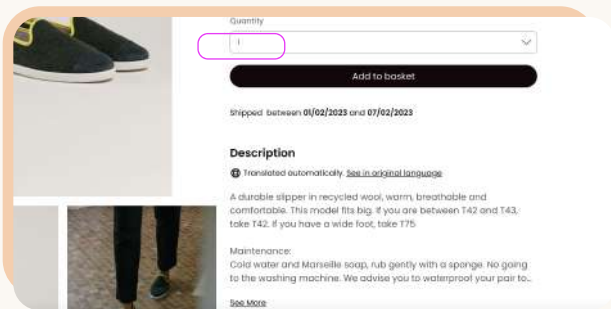 Quantity
1
Add to basket
Shipped between 01/02/2023 and 07/02/2023
Description
Translated automatically. See in original language
A durable slipper in recycled wool, warm, breathable and
comfortable. This model fits big. If you are between T42 and T43,
take T42. If you have a wide foot, take T75
Maintenance:
Cold water and Marseille soap, rub gently with a sponge. No going
to the washing machine. We advise you to waterproof your pair to...
See More